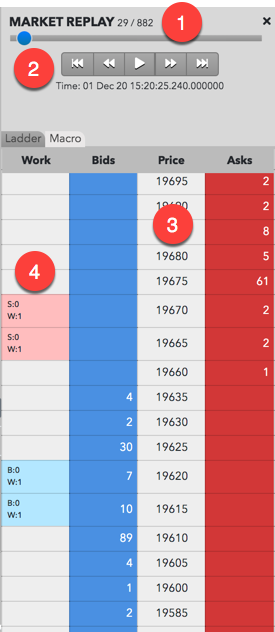 MARKET REPLAY 29 / 882 1 ×
2
Time: 01 Dec 20 15:20:25.240.000000
Ladder Macro
Work Bids Price Asks
19695 2
2
3 8
19680 5
4 19675 61
S:0
W:1 19670 2
S:0
W:1 19665 2
19660 1
4 19635
2 19630
30 19625
B:0
W:1 7 19620
B:0
W:1 10 19615
89 19610
4 19605
1 19600
2 19585